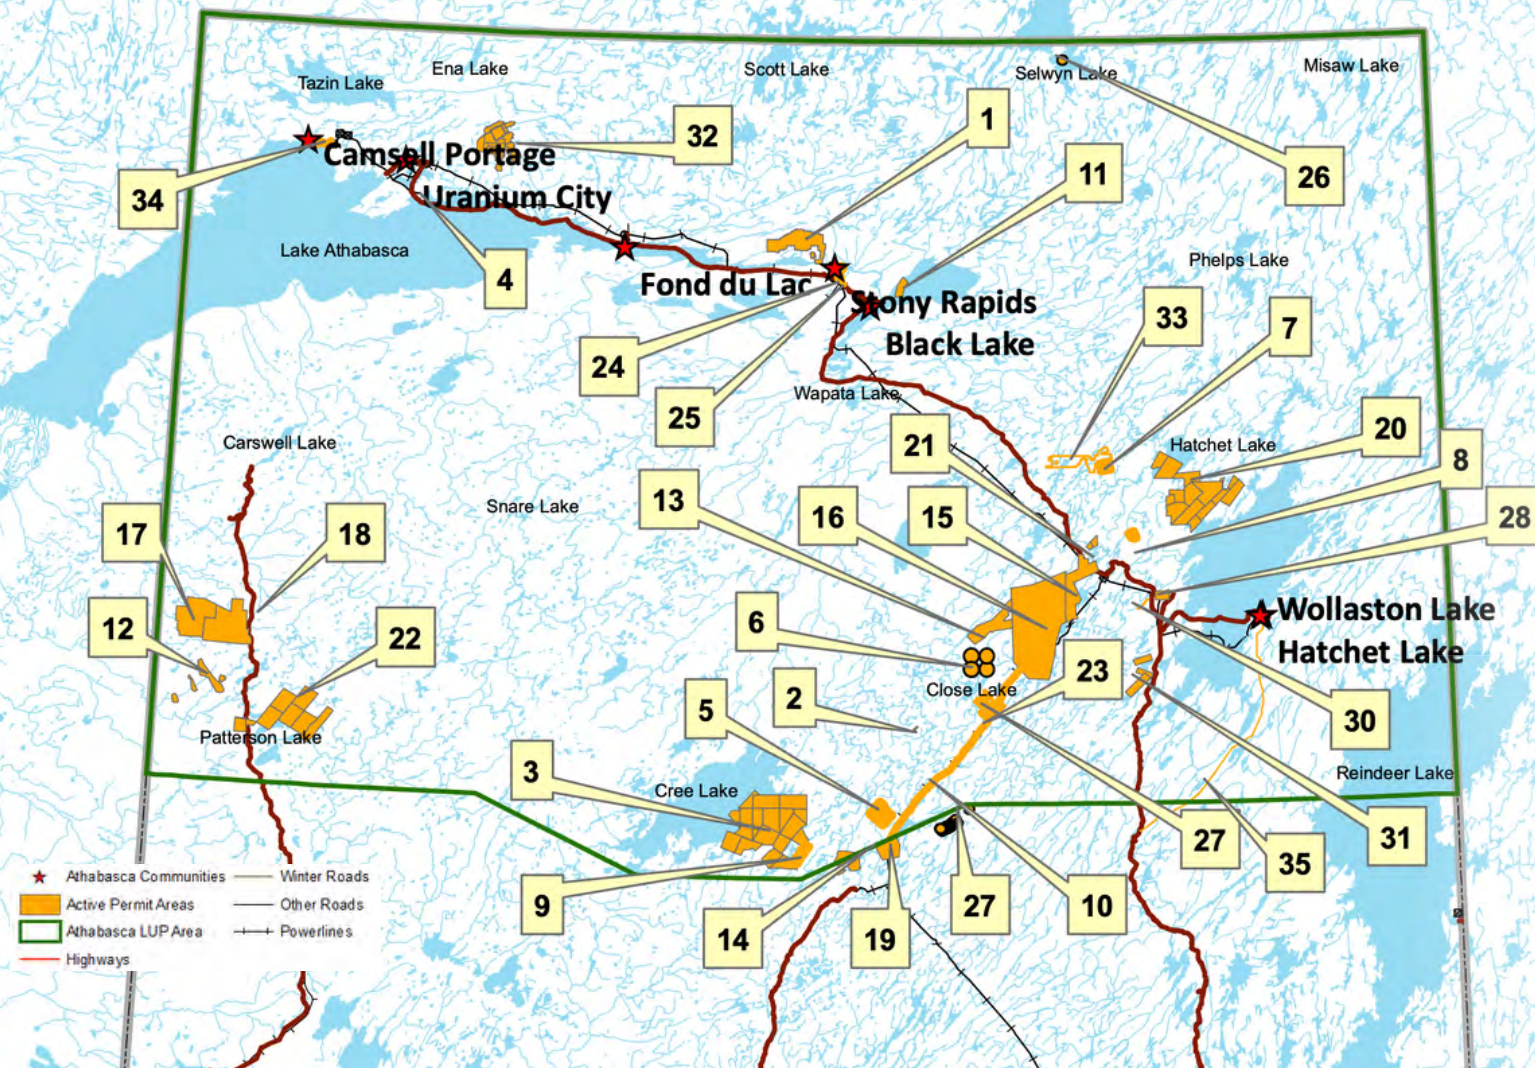 Ena Lake
Scott Lake
Selwyn Lake
Misaw Lake
Tazin Lake
1
32
Camsell Portage
11
26
34
Uranium City
Lake Athabasca
4
Phelps Lake
Fond du Lac
Stony Rapids
Black Lake
33
7
24
Wapata Lake
25
Carswell Lake
21
Hatchet Lake
20
8
13
Snare Lake
16
15
28
17
18
12
22
6
Wollaston Lake
Hatchet Lake
Close Lake
23
2
5
30
Patterson Lake
3
Cree Lake
Reindeer Lake
27
31
35
9
14
19
27
10
Athabasca Communities
Active Permit Areas
Athabasca LUP Area
Highways
Winter Roads
Other Roads
Powerlines